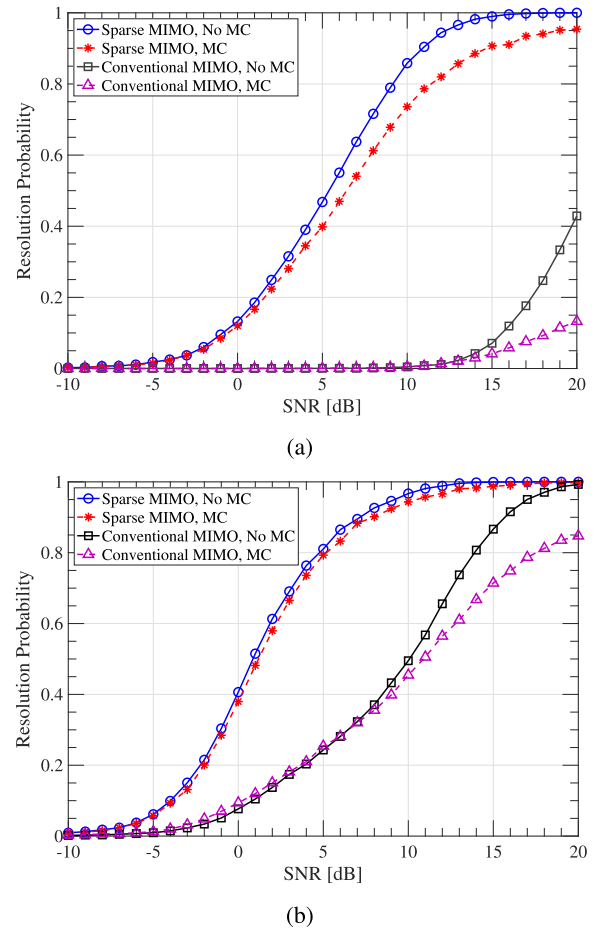 1
0.8
0.6
0.4
0.2
0
Resolution Probability
Sparse MIMO, No MC
Sparse MIMO, MC
Conventional MIMO, No MC
Conventional MIMO, MC
-10 -5 0 5 10 15 20
SNR [dB]
(a)
1
0.8
0.6
0.4
0.2
0
Resolution Probability
Sparse MIMO, No MC
Sparse MIMO, MC
Conventional MIMO, No MC
Conventional MIMO, MC
-10 -5 0 5 10 15 20
SNR [dB]
(b)